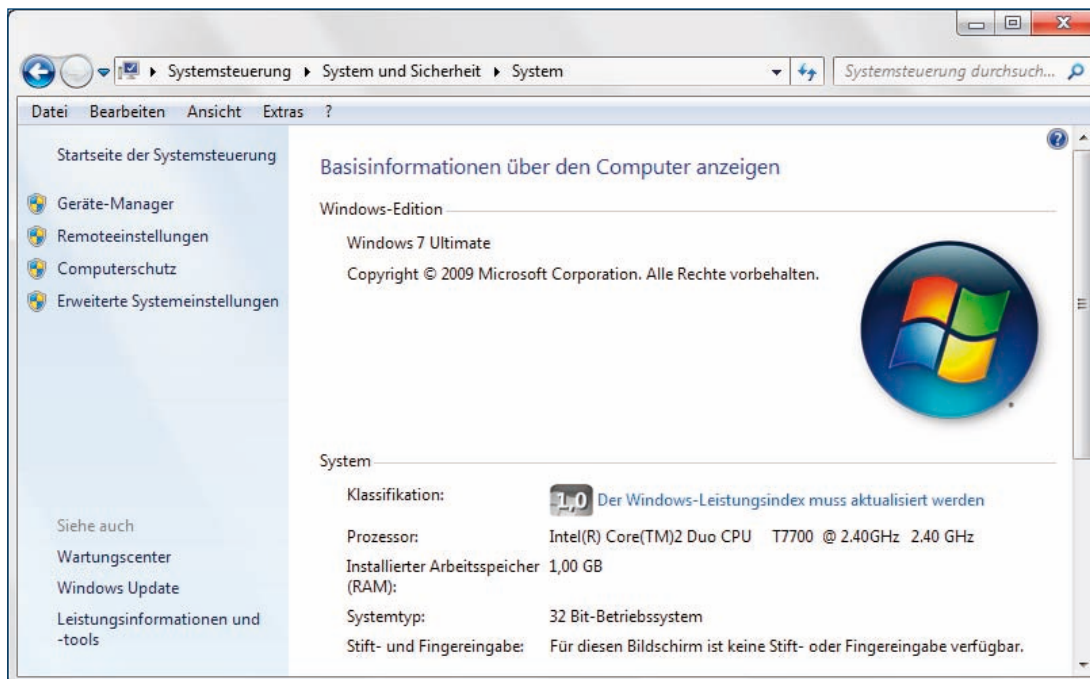 Systemsteuerung ▸ System und Sicherheit ▸ System
Systemsteuerung durchsuch...
Datei Bearbeiten Ansicht Extras ?
Startseite der Systemsteuerung
Geräte-Manager
Remoteeinstellungen
Computerschutz
Erweiterte Systemeinstellungen
Siehe auch
Wartungscenter
Windows Update
Leistungsinformationen und
-tools
Basisinformationen über den Computer anzeigen
Windows-Edition
Windows 7 Ultimate
Copyright © 2009 Microsoft Corporation. Alle Rechte vorbehalten.
System
Klassifikation: 1,0 Der Windows-Leistungsindex muss aktualisiert werden
Prozessor: Intel(R) Core(TM)2 Duo CPU T7700 @ 2.40GHz 2.40 GHz
Installierter Arbeitsspeicher 1,00 GB
(RAM):
Systemtyp: 32 Bit-Betriebssystem
Stift- und Fingereingabe: Für diesen Bildschirm ist keine Stift- oder Fingereingabe verfügbar.